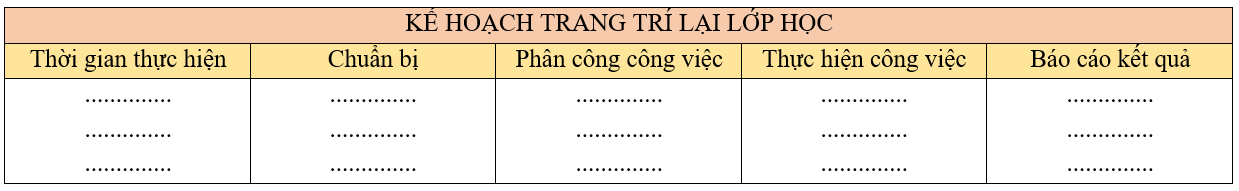 KẾ HOẠCH TRANG TRÍ LẠI LỚP HỌC
Thời gian thực hiện Chuẩn bị Phân công công việc Thực hiện công việc Báo cáo kết quả
.............. .............. .............. .............. ..............
.............. .............. .............. .............. ..............
.............. .............. .............. .............. ..............